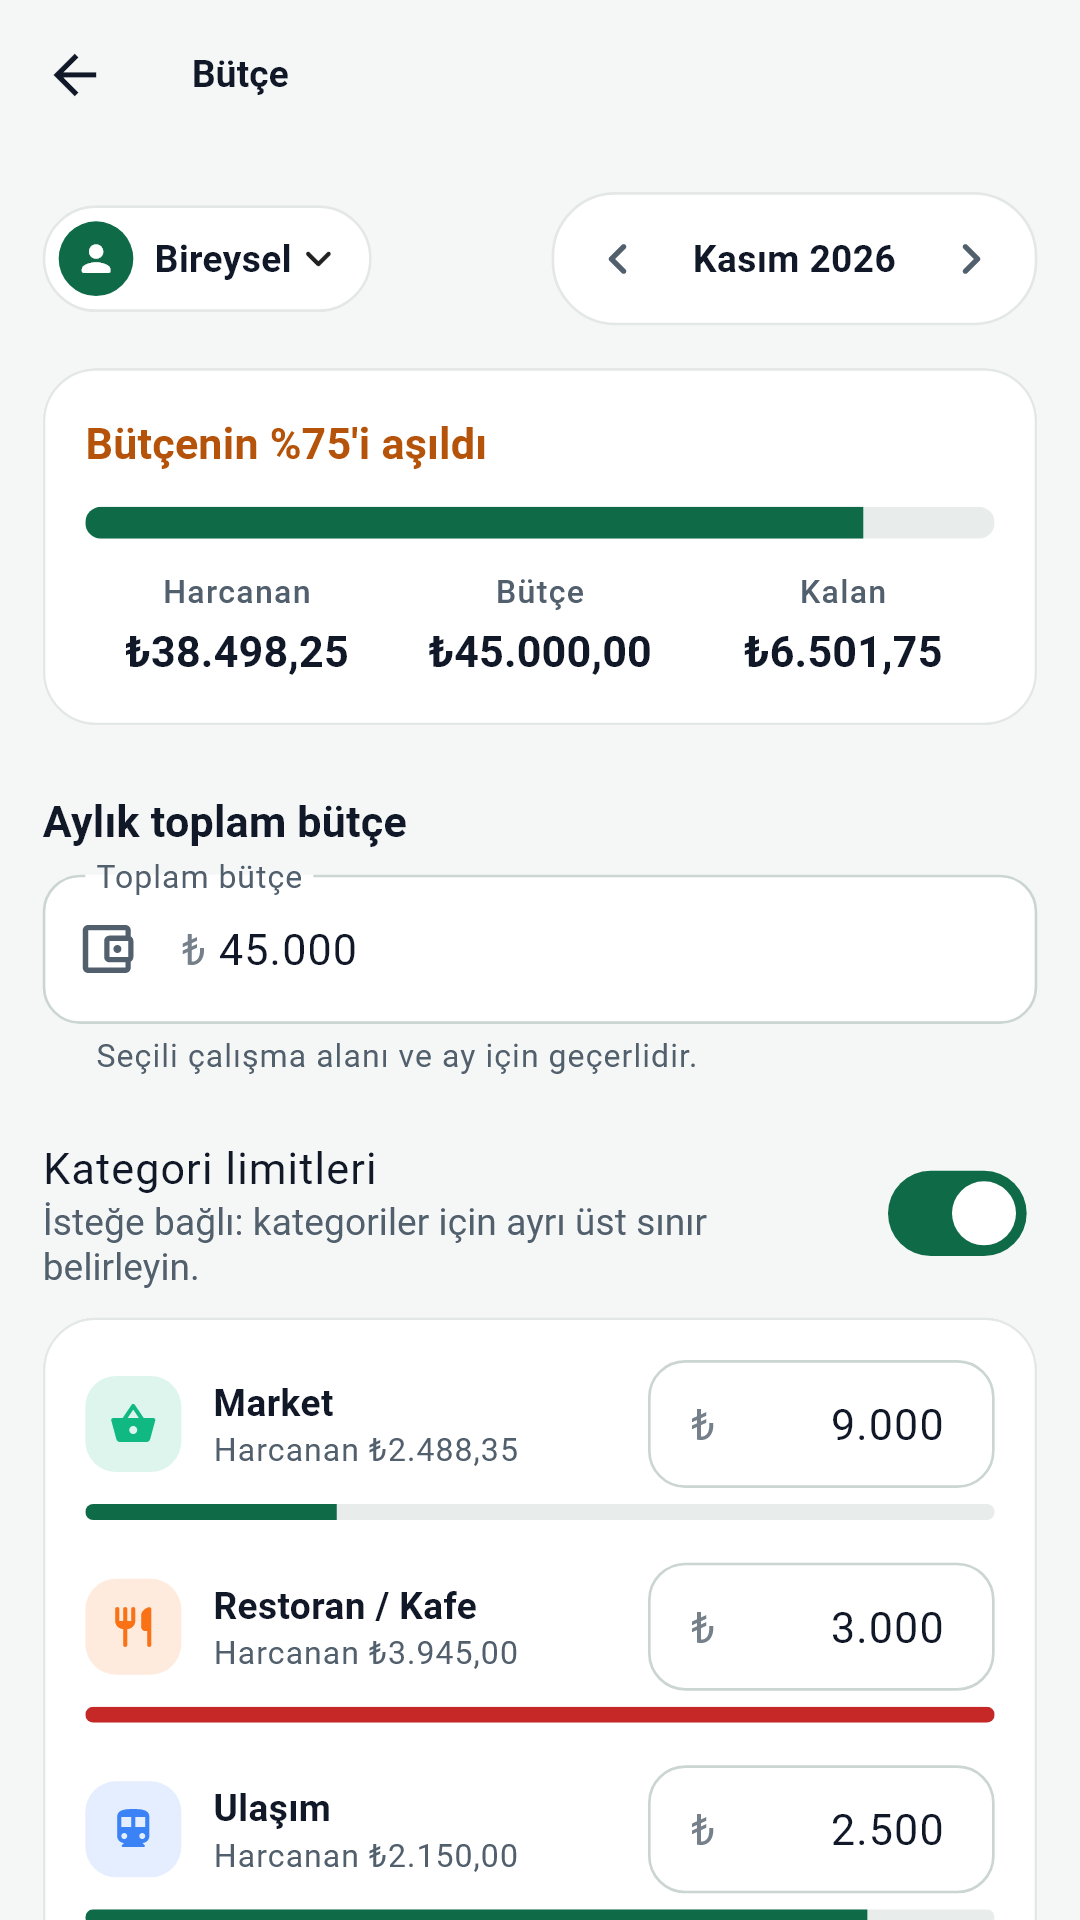 Bütçe
Bireysel
Kasım 2026
Bütçenin %75'i aşıldı
Harcanan Bütçe Kalan
₺38.498,25 ₺45.000,00 ₺6.501,75
Aylık toplam bütçe
Toplam bütçe
₺ 45.000
Seçili çalışma alanı ve ay için geçerlidir.
Kategori limitleri
İsteğe bağlı: kategoriler için ayrı üst sınır
belirleyin.
Market
Harcanan ₺2.488,35
₺ 9.000
Restoran / Kafe
Harcanan ₺3.945,00
₺ 3.000
Ulaşım
Harcanan ₺2.150,00
₺ 2.500